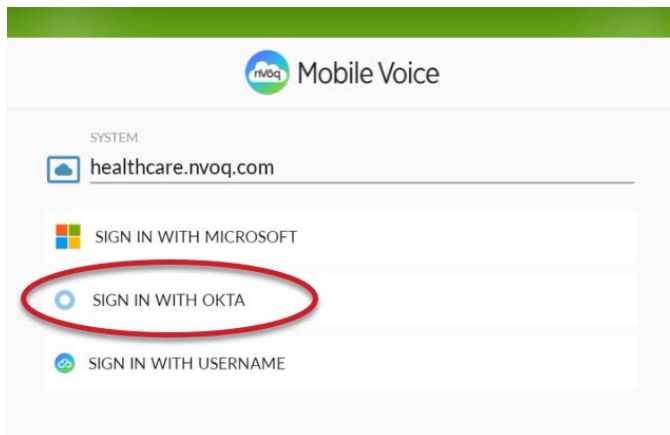 nVoq Mobile Voice
SYSTEM
healthcare.nvoq.com
SIGN IN WITH MICROSOFT
SIGN IN WITH OKTA
SIGN IN WITH USERNAME